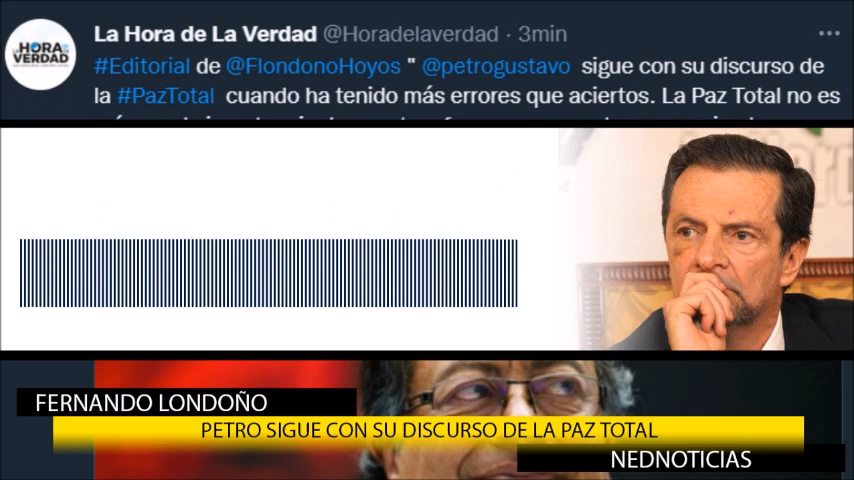 HORA
VERDAD
La Hora de La Verdad @Horadelaverdad · 3min
#Editorial de @FlondonoHoyos " @petrogustavo sigue con su discurso de
la #PazTotal cuando ha tenido más errores que aciertos. La Paz Total no es
FERNANDO LONDOÑO
PETRO SIGUE CON SU DISCURSO DE LA PAZ TOTAL
NEDNOTICIAS